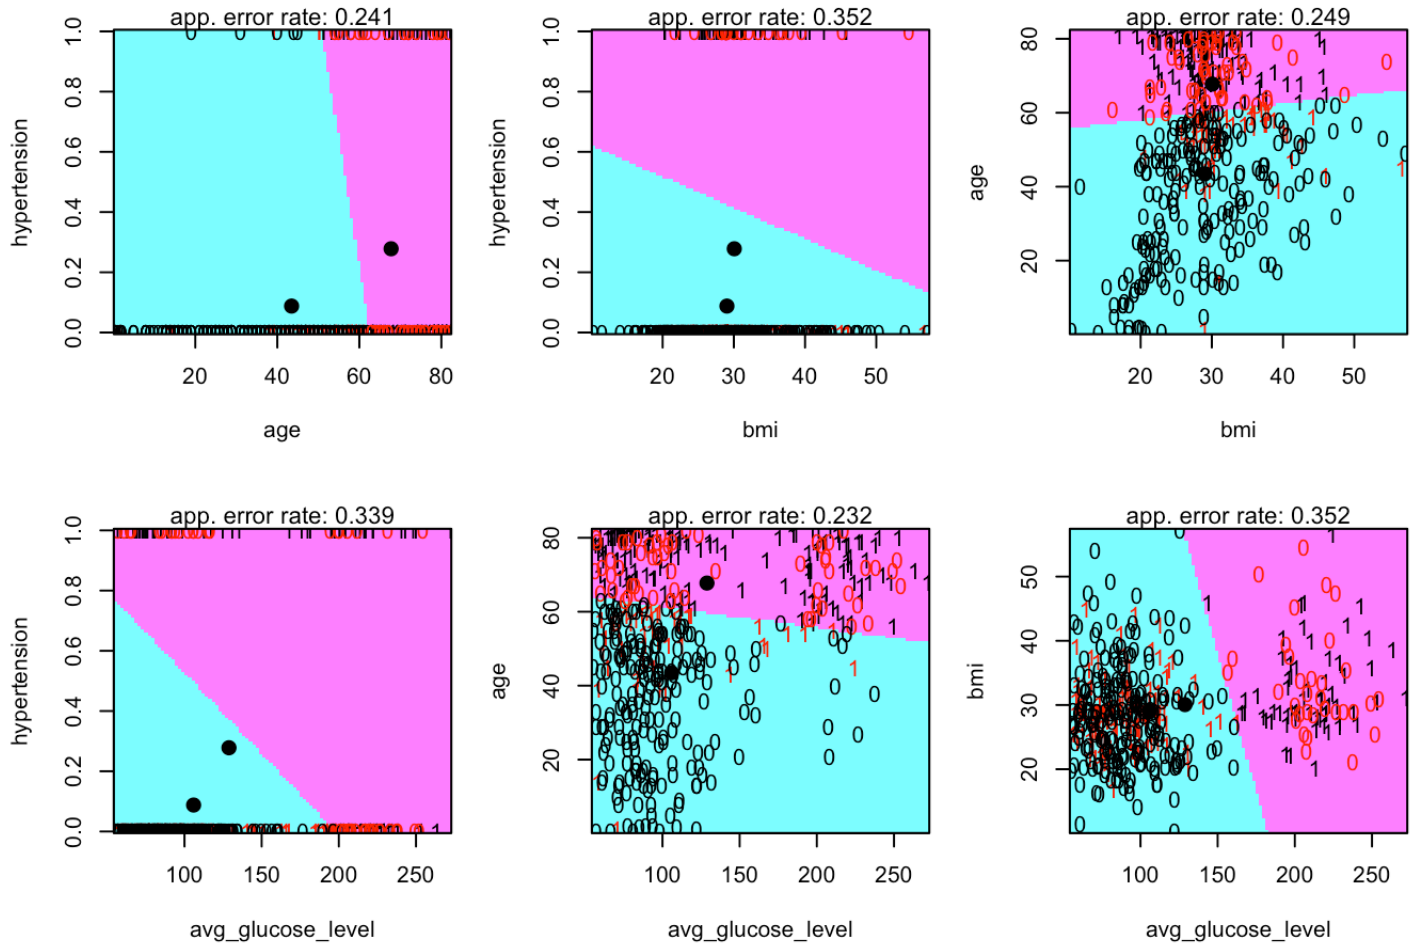 app. error rate: 0.241
1.0
0.8
0.6
0.4
0.2
0.0
hypertension
20 40 60 80
age
app. error rate: 0.352
1.0
0.8
0.6
0.4
0.2
0.0
hypertension
20 30 40 50
bmi
app. error rate: 0.249
80
60
40
20
age
20 30 40 50
bmi
app. error rate: 0.339
1.0
0.8
0.6
0.4
0.2
0.0
hypertension
100 150 200 250
avg_glucose_level
app. error rate: 0.232
80
60
40
20
age
100 150 200 250
avg_glucose_level
app. error rate: 0.352
50
40
30
20
bmi
100 150 200 250
avg_glucose_level